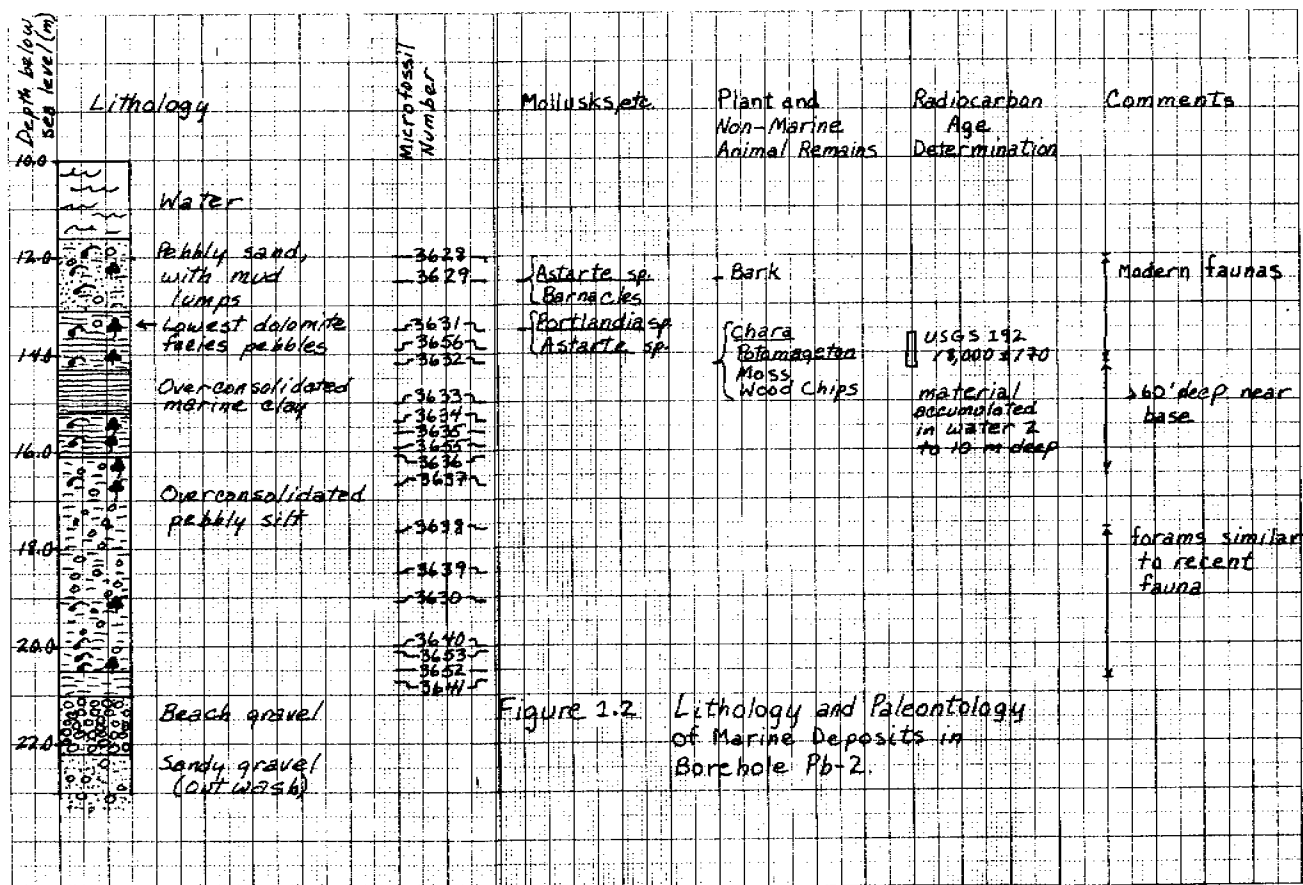 Depth below
sea level (m)
Lithology
Microfossil
Number
Mollusks, etc.
Plant and
Non-Marine
Animal Remains
Radiocarbon
Age
Determination
Comments
10.0
Water
12.0
Pebbly sand,
with mud
lumps
3628
3629
Astarte sp.
Barnacles
Bark
Modern faunas
← Lowest dolomite
facies pebbles
3631
3656
3632
Portlandia sp.
Astarte sp.
Chara
Potamageton
Moss
Wood Chips
USGS 192
± 170
14.0
Overconsolidated
marine clay
3633
3634
3635
3655
3636
3637
material
accumulated
in water 2
to 10 m deep
>60' deep near
base
16.0
Overconsolidated
pebbly silt
3638
3639
3630
forams similar
to recent
fauna
18.0
20.0
3640
3653
3652
3641
Beach gravel
22.0
Sandy gravel
(outwash)
Figure 1.2 Lithology and Paleontology
of Marine Deposits in
Borehole Pb-2.